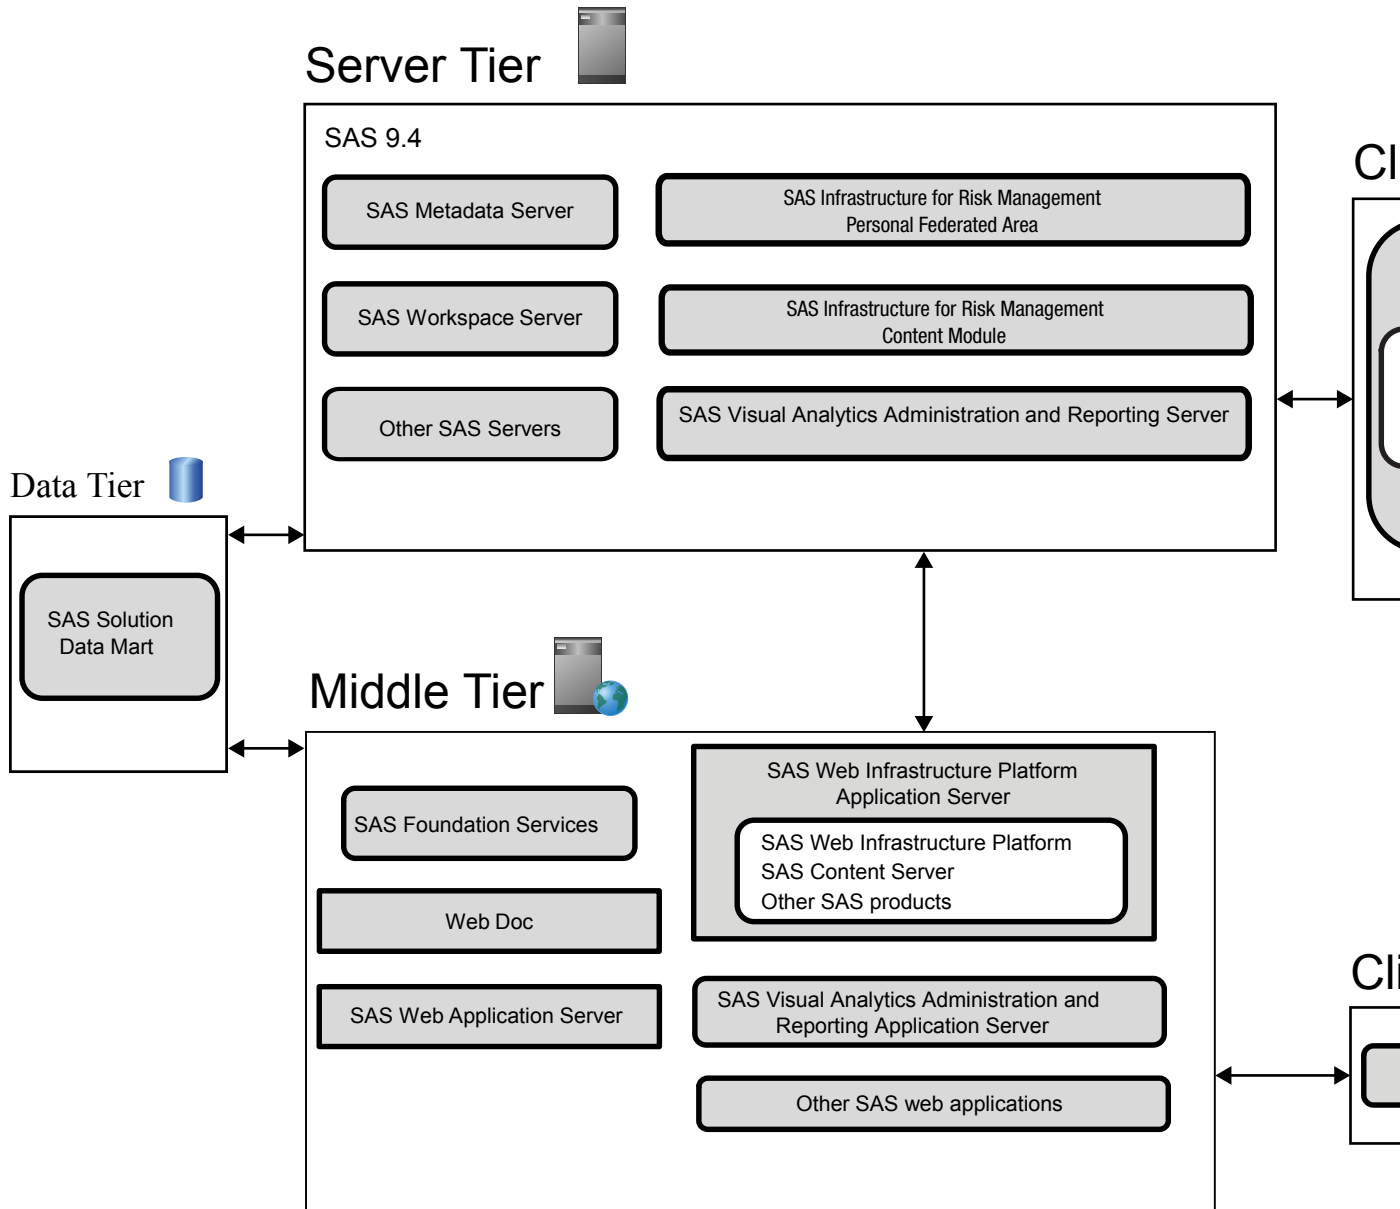 Server Tier
SAS 9.4
SAS Metadata Server
SAS Infrastructure for Risk Management
Personal Federated Area
SAS Workspace Server
SAS Infrastructure for Risk Management
Content Module
Other SAS Servers
SAS Visual Analytics Administration and Reporting Server
Cl
Data Tier
SAS Solution
Data Mart
Middle Tier
SAS Foundation Services
Web Doc
SAS Web Application Server
SAS Web Infrastructure Platform
Application Server
SAS Web Infrastructure Platform
SAS Content Server
Other SAS products
SAS Visual Analytics Administration and
Reporting Application Server
Other SAS web applications
Cli